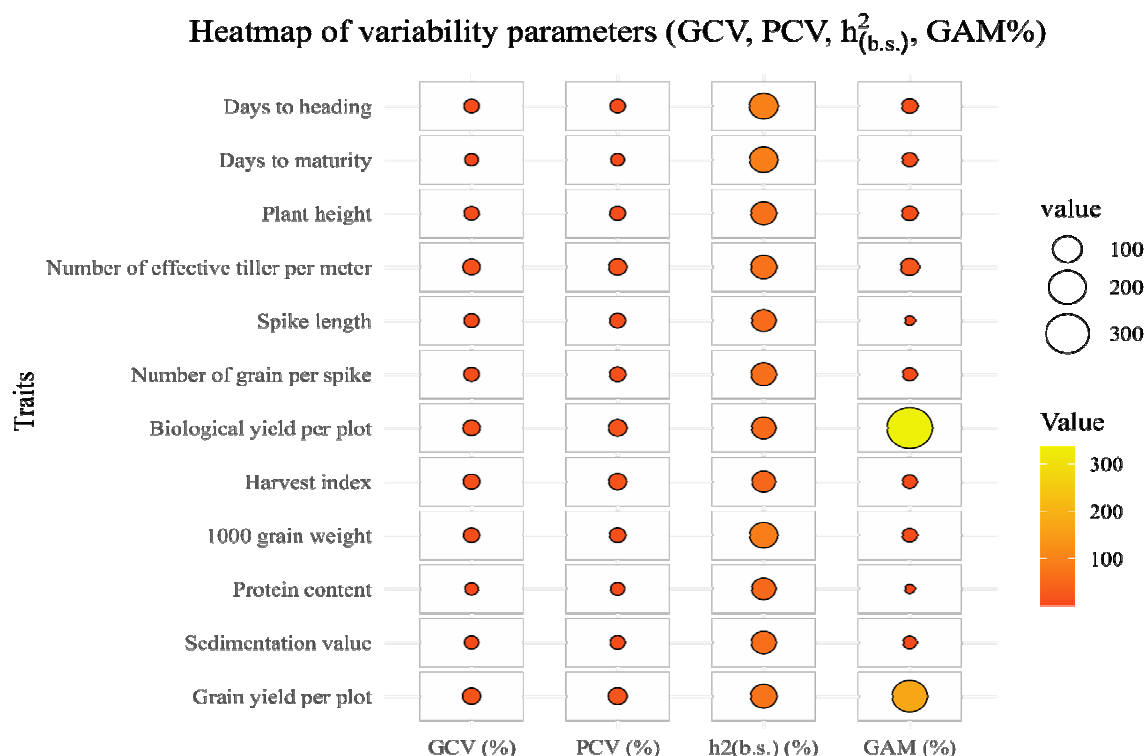 Heatmap of variability parameters (GCV, PCV, h²(b.s.), GAM%)
Traits
Days to heading
Days to maturity
Plant height
Number of effective tiller per meter
Spike length
Number of grain per spike
Biological yield per plot
Harvest index
1000 grain weight
Protein content
Sedimentation value
Grain yield per plot
GCV (%)
PCV (%)
h2(b.s.) (%)
GAM (%)
value
100
200
300
Value
300
200
100